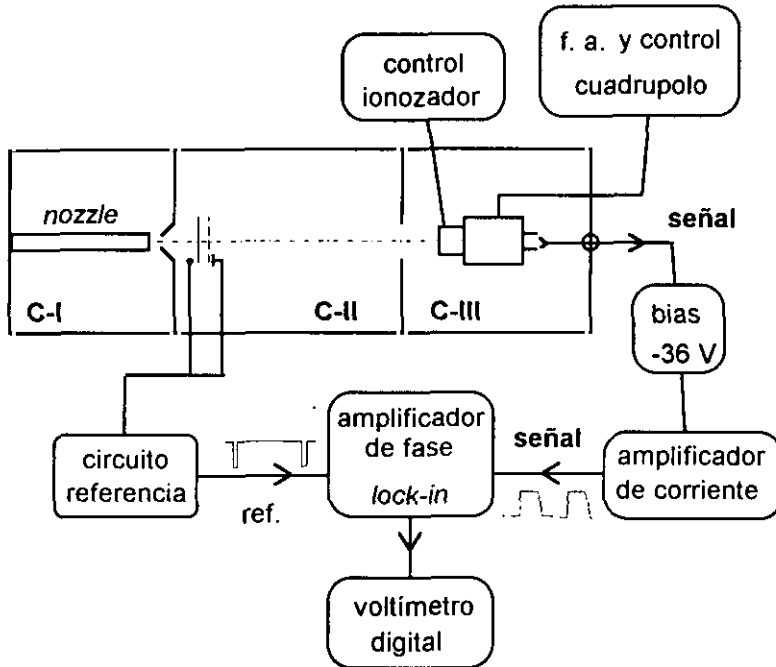 control
ionozador
f. a. y control
cuadrupolo
nozzle
señal
C-I
C-II
C-III
bias
-36 V
circuito
referencia
ref.
amplificador
de fase
lock-in
señal
amplificador
de corriente
voltímetro
digital